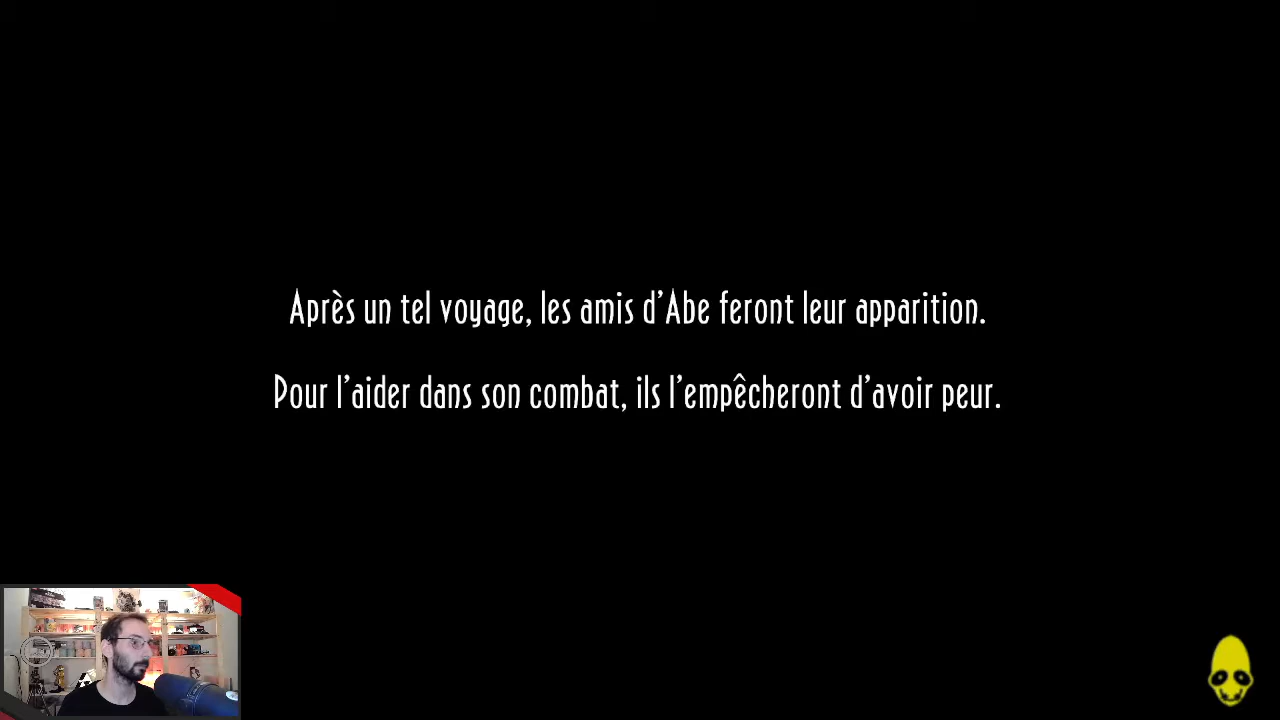 Après un tel voyage, les amis d'Abe feront leur apparition.
Pour l'aider dans son combat, ils l'empêcheront d'avoir peur.